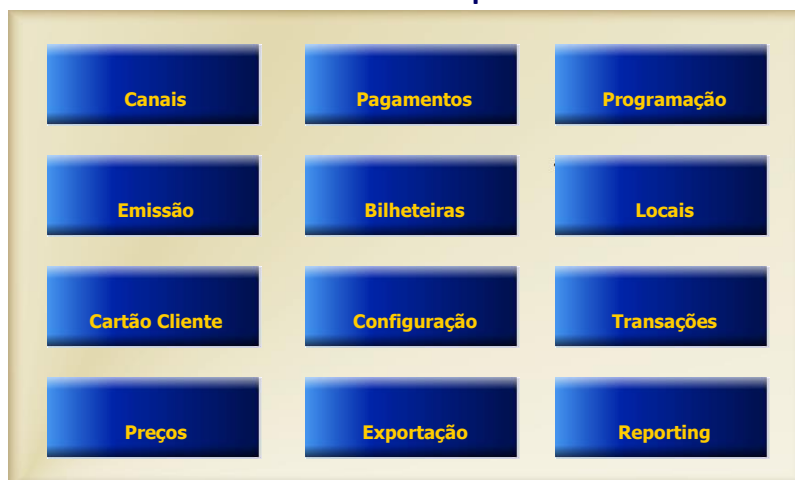 Canais Pagamentos Programação
Emissão Bilheteiras Locais
Cartão Cliente Configuração Transações
Preços Exportação Reporting